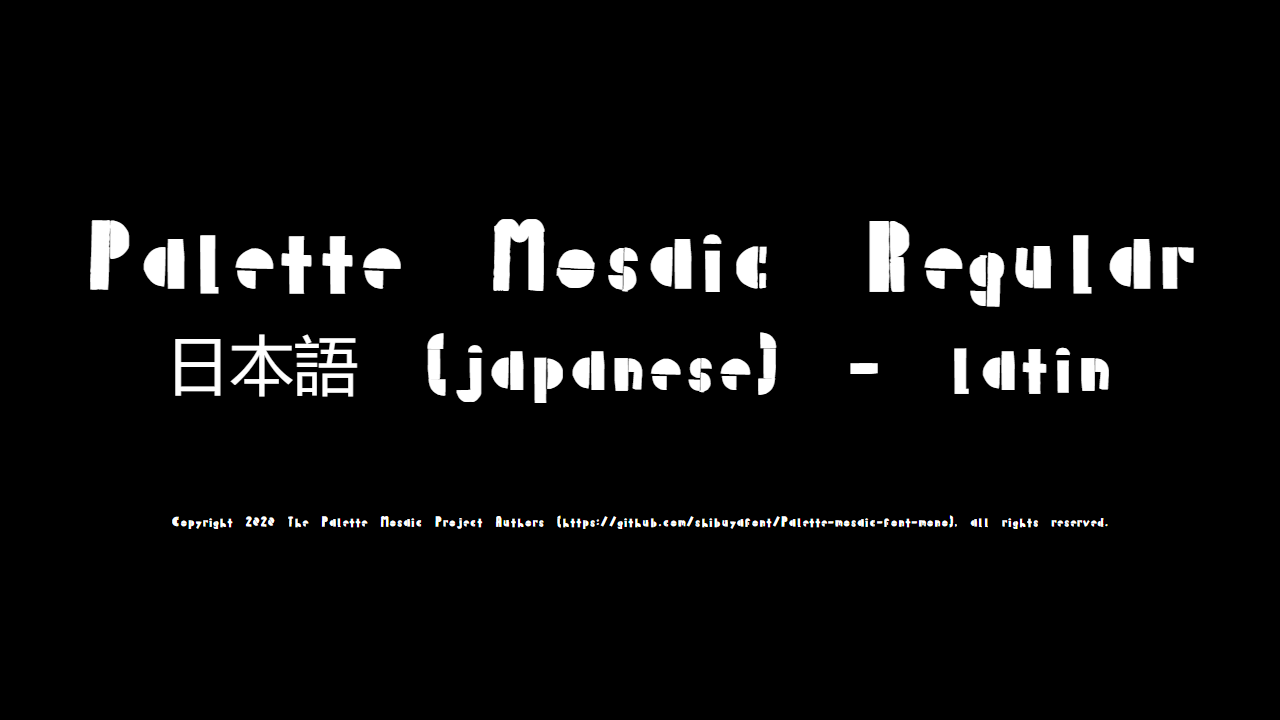 Palette Mosaic Regular
日本語 (japanese) - latin
Copyright 2020 The Palette Mosaic Project Authors (https://github.com/shibuyafont/Palette-mosaic-font-mono), all rights reserved.